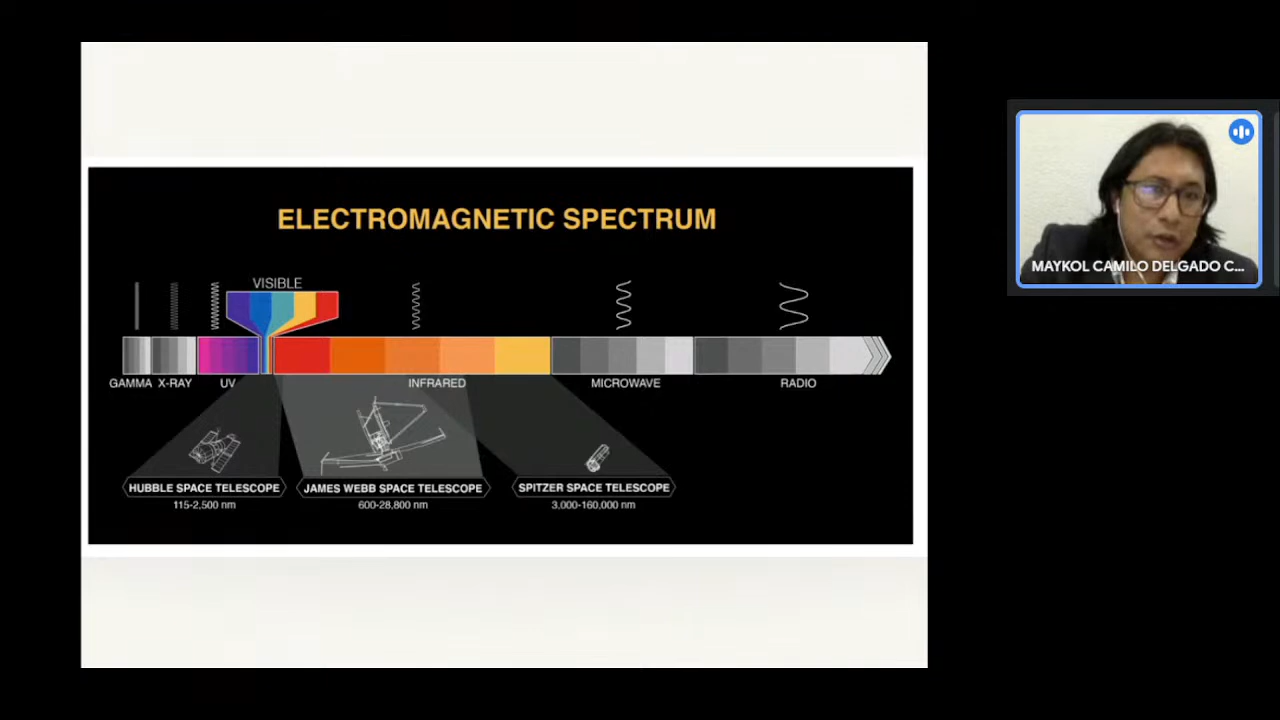 ELECTROMAGNETIC SPECTRUM
VISIBLE
GAMMA X-RAY UV INFRARED MICROWAVE RADIO
HUBBLE SPACE TELESCOPE
115-2,500 nm
JAMES WEBB SPACE TELESCOPE
600-28,800 nm
SPITZER SPACE TELESCOPE
3,000-160,000 nm
MAYKOL CAMILO DELGADO C...